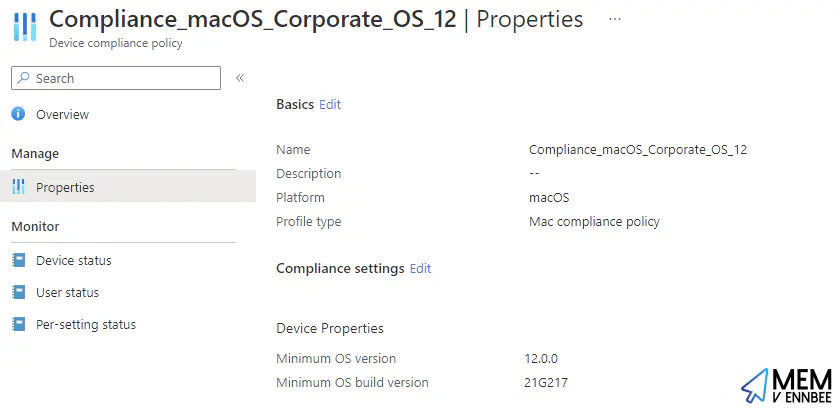 Compliance_macOS_Corporate_OS_12 | Properties ...
Device compliance policy
Search «
Overview
Manage
Properties
Monitor
Device status
User status
Per-setting status
Basics Edit
Name Compliance_macOS_Corporate_OS_12
Description --
Platform macOS
Profile type Mac compliance policy
Compliance settings Edit
Device Properties
Minimum OS version 12.0.0
Minimum OS build version 21G217
MEM
V ENNBEE